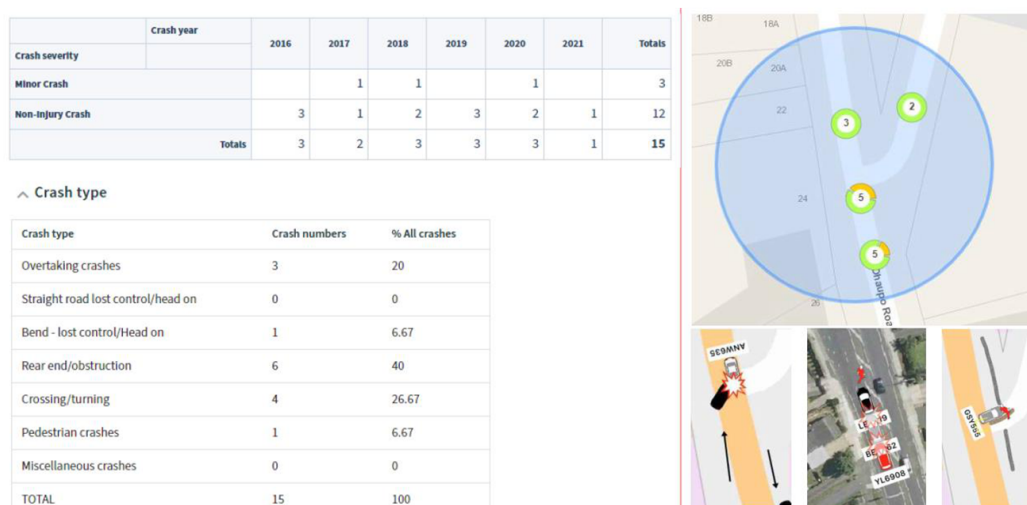 Crash year
2016 2017 2018 2019 2020 2021 Totals
Crash severity
Minor Crash 1 1 1 3
Non-Injury Crash 3 1 2 3 2 1 12
Totals 3 2 3 3 3 1 15
Crash type
Crash type Crash numbers % All crashes
Overtaking crashes 3 20
Straight road lost control/head on 0 0
Bend - lost control/Head on 1 6.67
Rear end/obstruction 6 40
Crossing/turning 4 26.67
Pedestrian crashes 1 6.67
Miscellaneous crashes 0 0
TOTAL 15 100
18B
18A
20B
20A
22
24
26
3
2
5
5
Ohaupo Roa
ANW635
YL6908